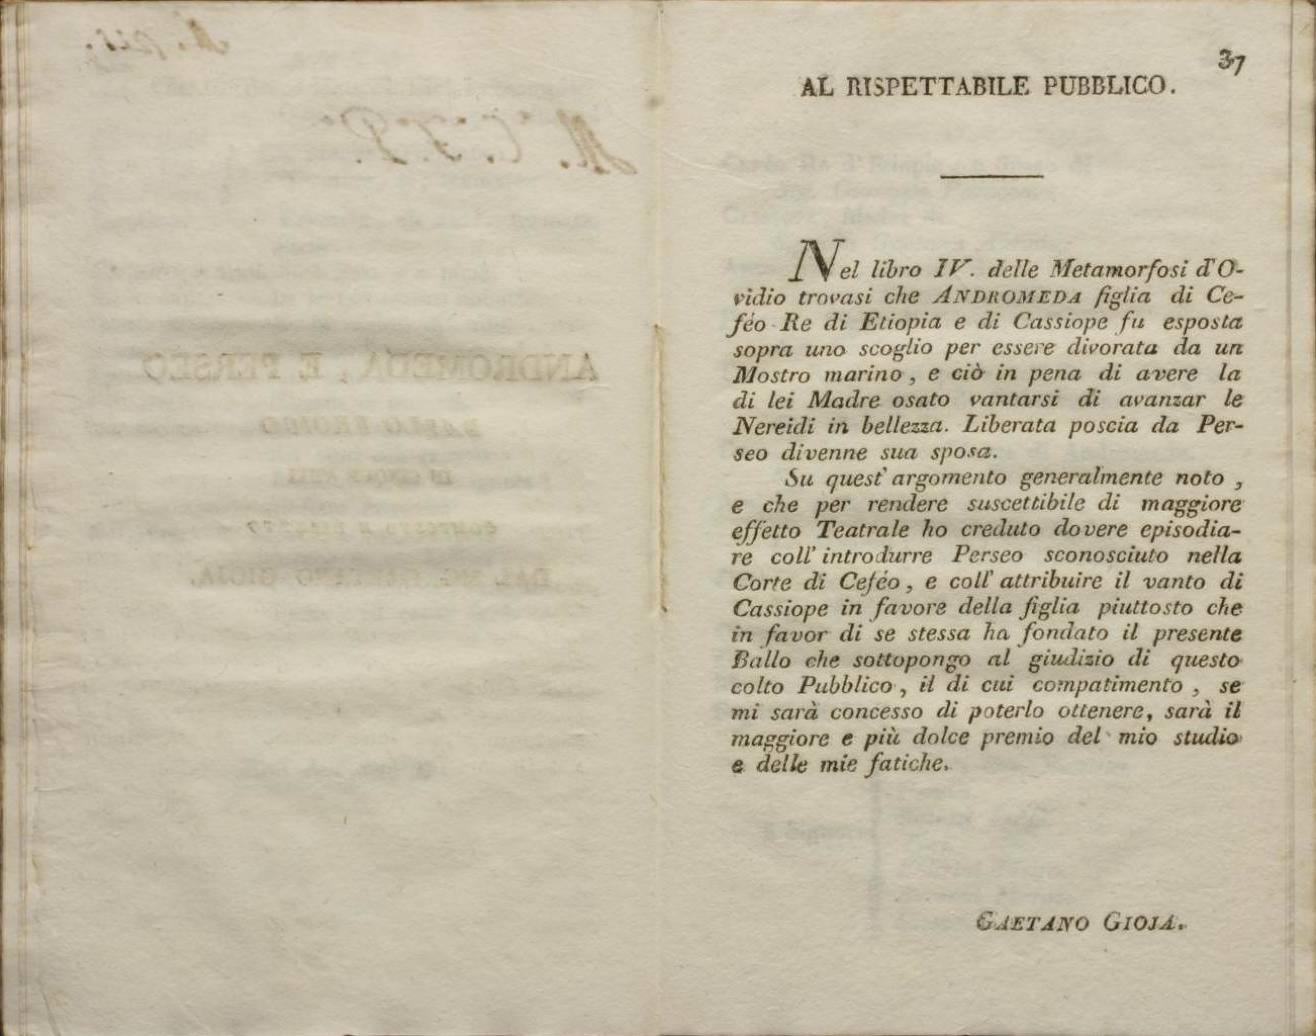 37
AL RISPETTABILE PUBBLICO.
Nel libro IV. delle Metamorfosi d'O-
vidio trovasi che ANDROMEDA figlia di Ce-
féo Re di Etiopia e di Cassiope fu esposta
sopra uno scoglio per essere divorata da un
Mostro marino, e ciò in pena di avere la
di lei Madre osato vantarsi di avanzar le
Nereidi in bellezza. Liberata poscia da Per-
seo divenne sua sposa.
Su quest' argomento generalmente noto,
e che per rendere suscettibile di maggiore
effetto Teatrale ho creduto dovere episodia-
re coll' introdurre Perseo sconosciuto nella
Corte di Ceféo, e coll' attribuire il vanto di
Cassiope in favore della figlia piuttosto che
in favor di se stessa ha fondato il presente
Ballo che sottopongo al giudizio di questo
colto Pubblico, il di cui compatimento, se
mi sarà concesso di poterlo ottenere, sarà il
maggiore e più dolce premio del mio studio
e delle mie fatiche.
GAETANO GIOJA.